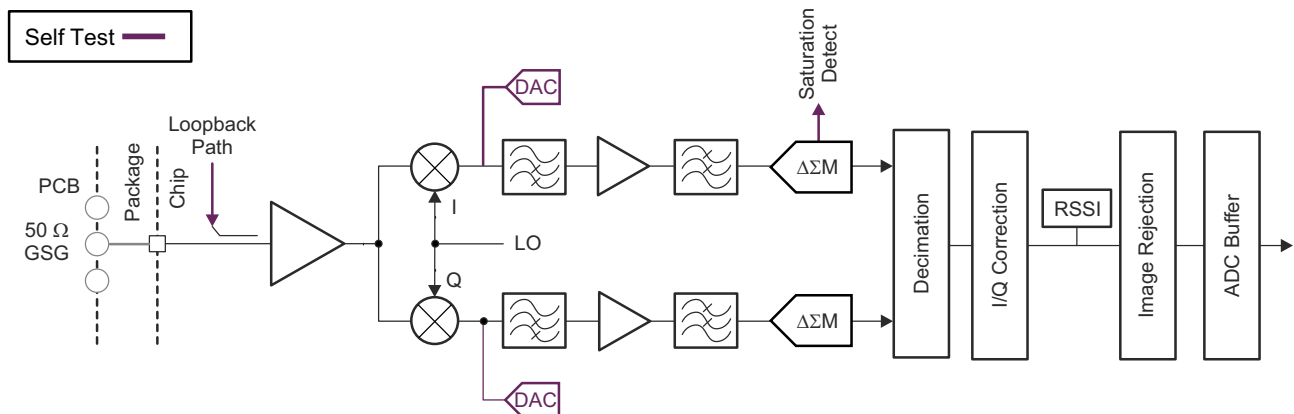 Self Test
DAC
Saturation
Detect
Loopback
Path
PCB
Package
Chip
50 Ω
GSG
I
LO
Q
ΔΣM
ΔΣM
DAC
Decimation
I/Q Correction
RSSI
Image Rejection
ADC Buffer